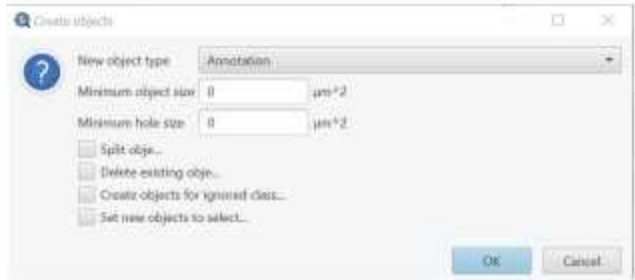 Create objects
New object type Annotation
Minimum object size 0 µm^2
Minimum hole size 0 µm^2
Split obje...
Delete existing obje...
Create objects for ignored class...
Set new objects to select...
OK Cancel